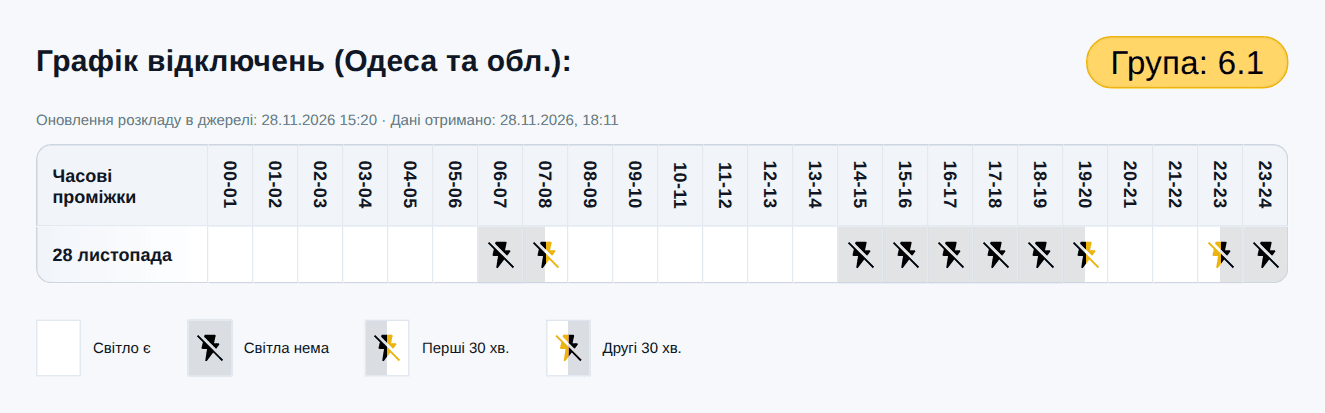 Графік відключень (Одеса та обл.):
Група: 6.1
Оновлення розкладу в джерелі: 28.11.2026 15:20 · Дані отримано: 28.11.2026, 18:11
Часові
проміжки
00-01
01-02
02-03
03-04
04-05
05-06
06-07
07-08
08-09
09-10
10-11
11-12
12-13
13-14
14-15
15-16
16-17
17-18
18-19
19-20
20-21
21-22
22-23
23-24
28 листопада
Світло є
Світла нема
Перші 30 хв.
Другі 30 хв.